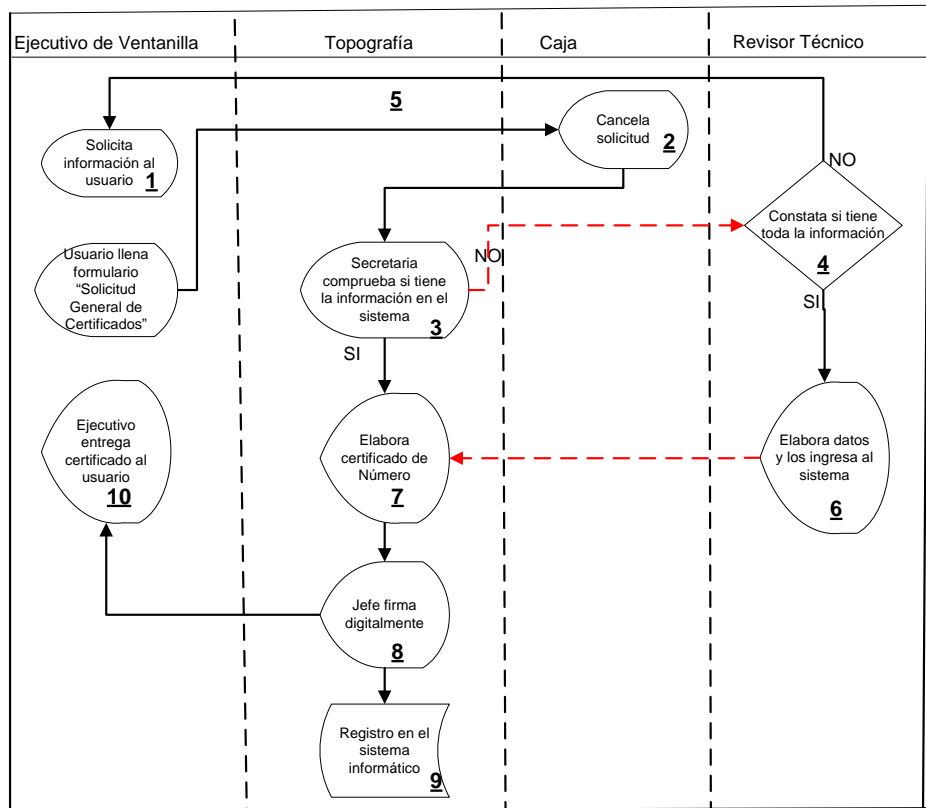 Ejecutivo de Ventanilla
Topografía
Caja
Revisor Técnico
5
Solicita
información al
usuario
1
Cancela
solicitud
2
NO
Constata si tiene
toda la información
4
SI
Usuario llena
formulario
“Solicitud
General de
Certificados”
Secretaria
comprueba si tiene
la información en el
sistema
3
NO
SI
Ejecutivo
entrega
certificado al
usuario
10
Elabora
certificado de
Número
7
Elabora datos
y los ingresa al
sistema
6
Jefe firma
digitalmente
8
Registro en el
sistema
informático
9